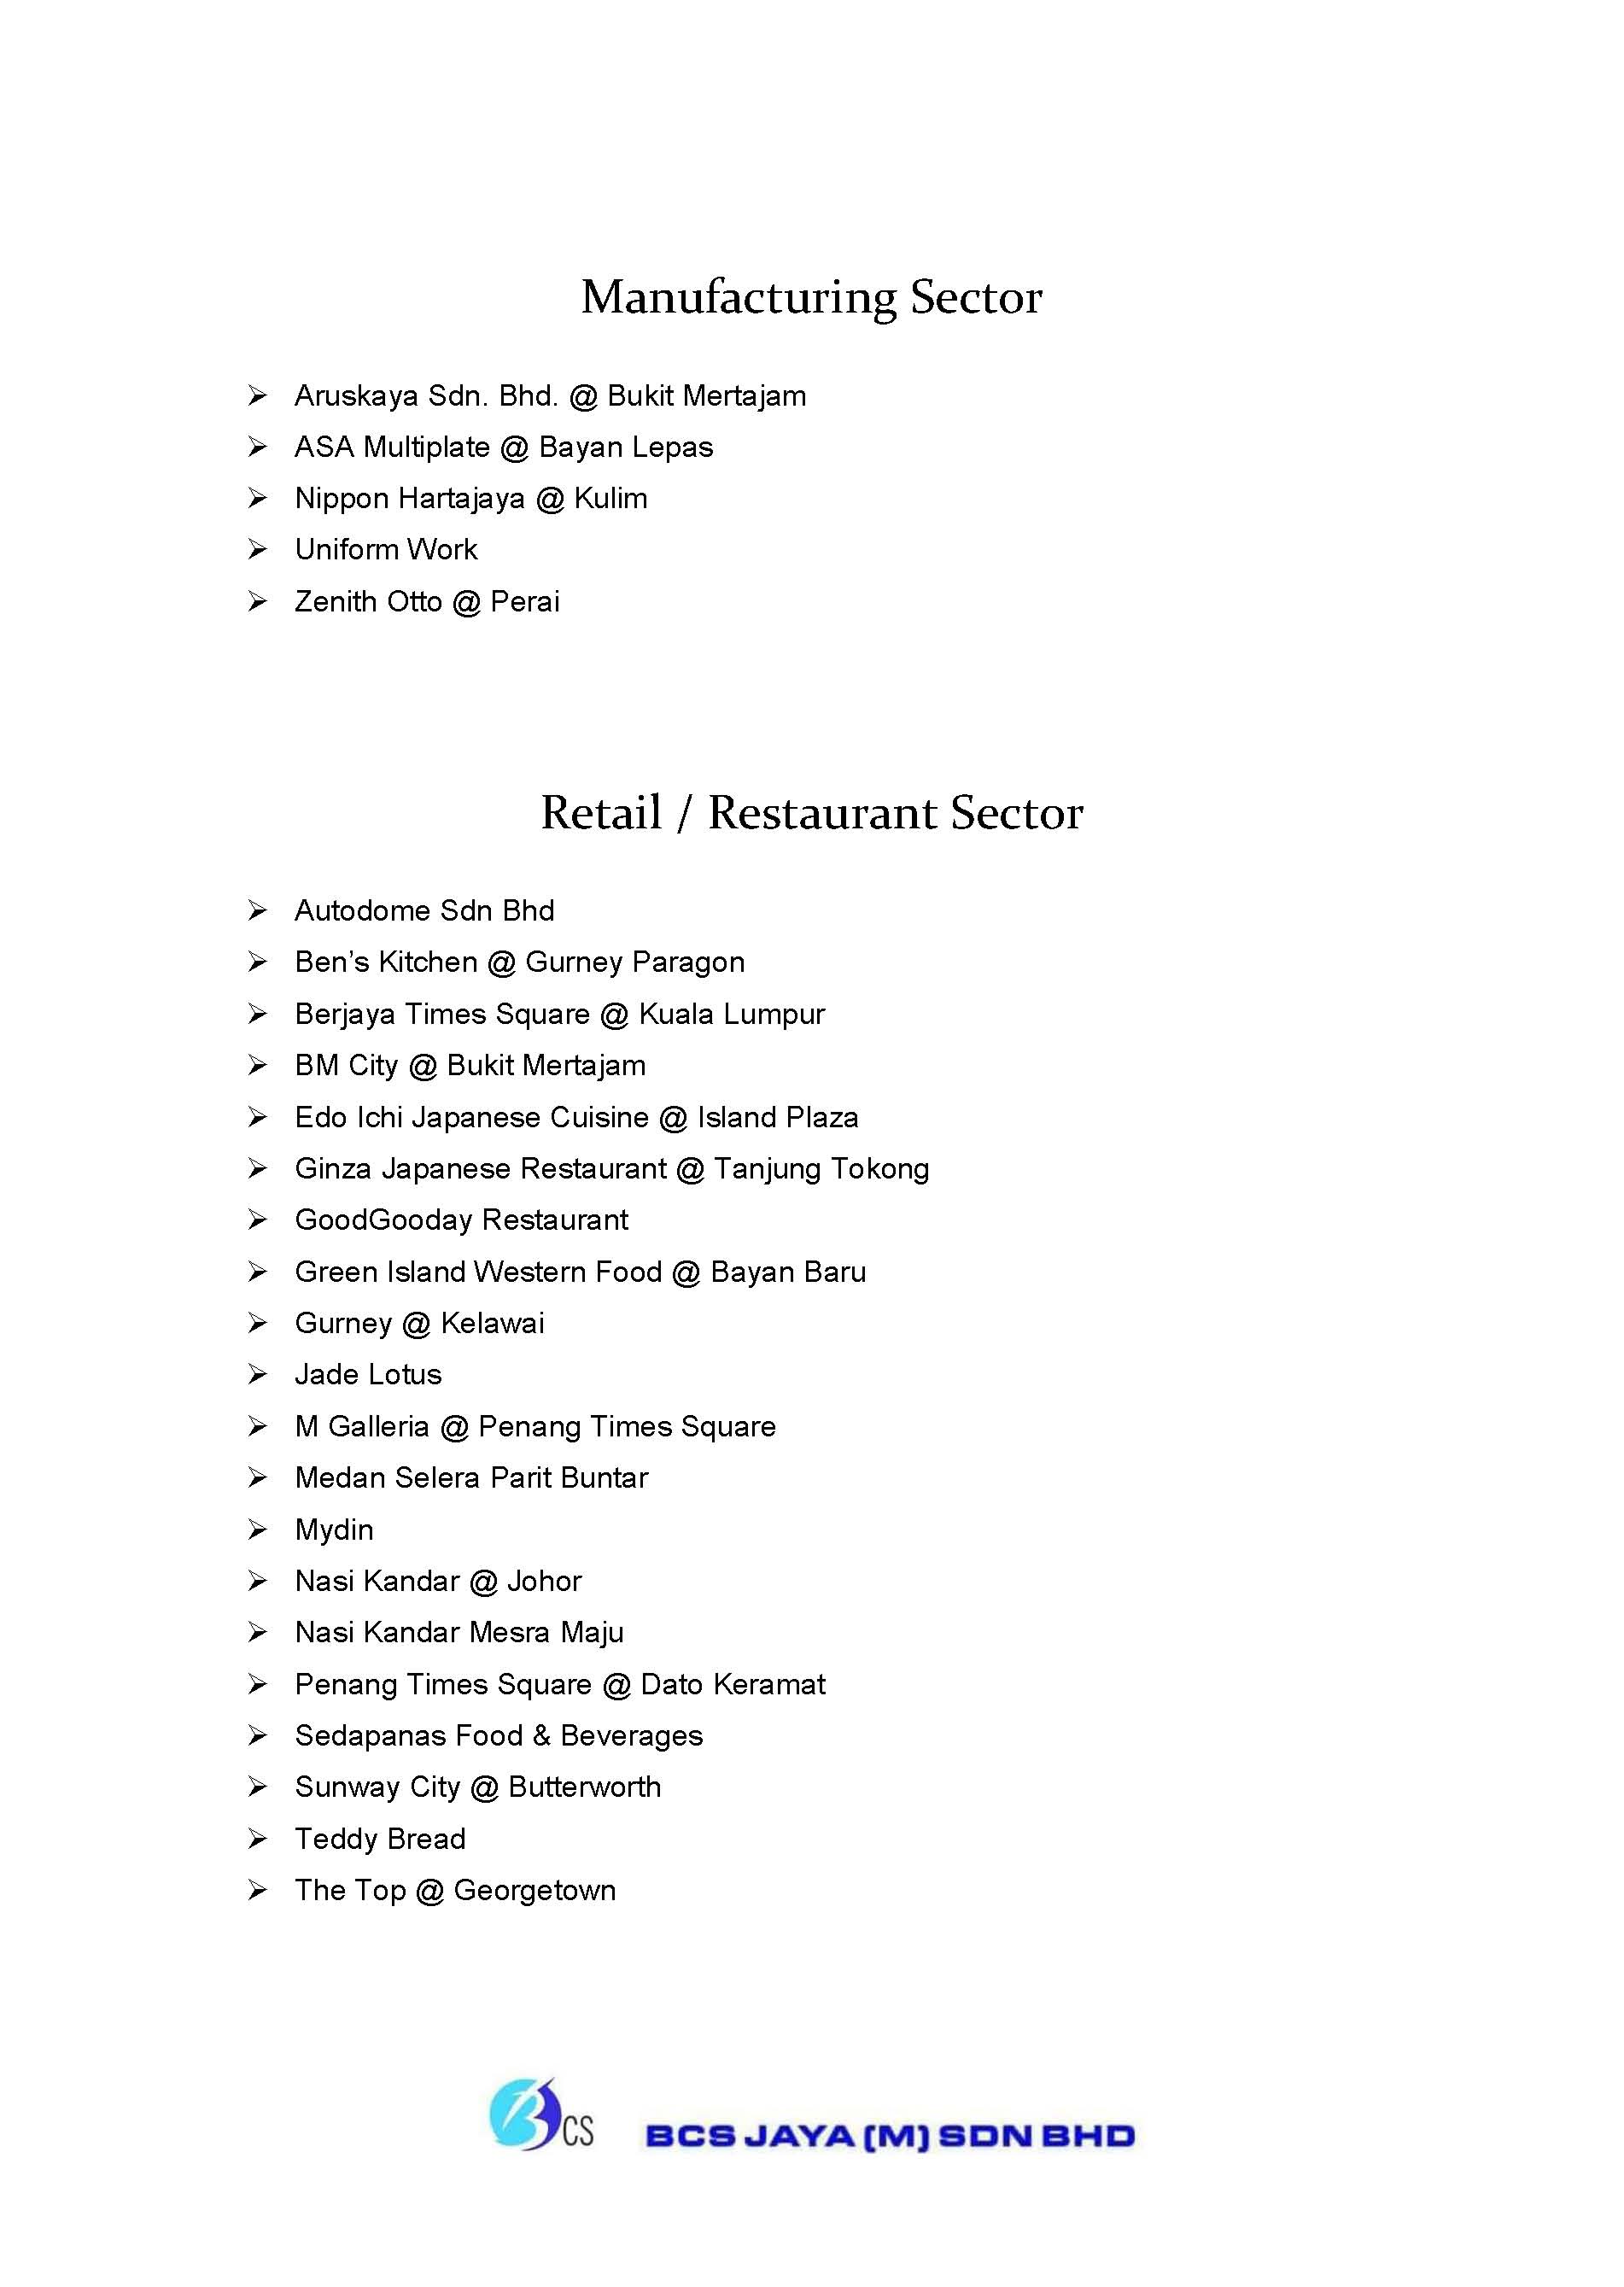 Manufacturing Sector
Aruskaya Sdn. Bhd. @ Bukit Mertajam
ASA Multiplate @ Bayan Lepas
Nippon Hartajaya @ Kulim
Uniform Work
Zenith Otto @ Perai
Retail / Restaurant Sector
Autodome Sdn Bhd
Ben’s Kitchen @ Gurney Paragon
Berjaya Times Square @ Kuala Lumpur
BM City @ Bukit Mertajam
Edo Ichi Japanese Cuisine @ Island Plaza
Ginza Japanese Restaurant @ Tanjung Tokong
GoodGooday Restaurant
Green Island Western Food @ Bayan Baru
Gurney @ Kelawai
Jade Lotus
M Galleria @ Penang Times Square
Medan Selera Parit Buntar
Mydin
Nasi Kandar @ Johor
Nasi Kandar Mesra Maju
Penang Times Square @ Dato Keramat
Sedapanas Food & Beverages
Sunway City @ Butterworth
Teddy Bread
The Top @ Georgetown
BCS BCS JAYA (M) SDN BHD